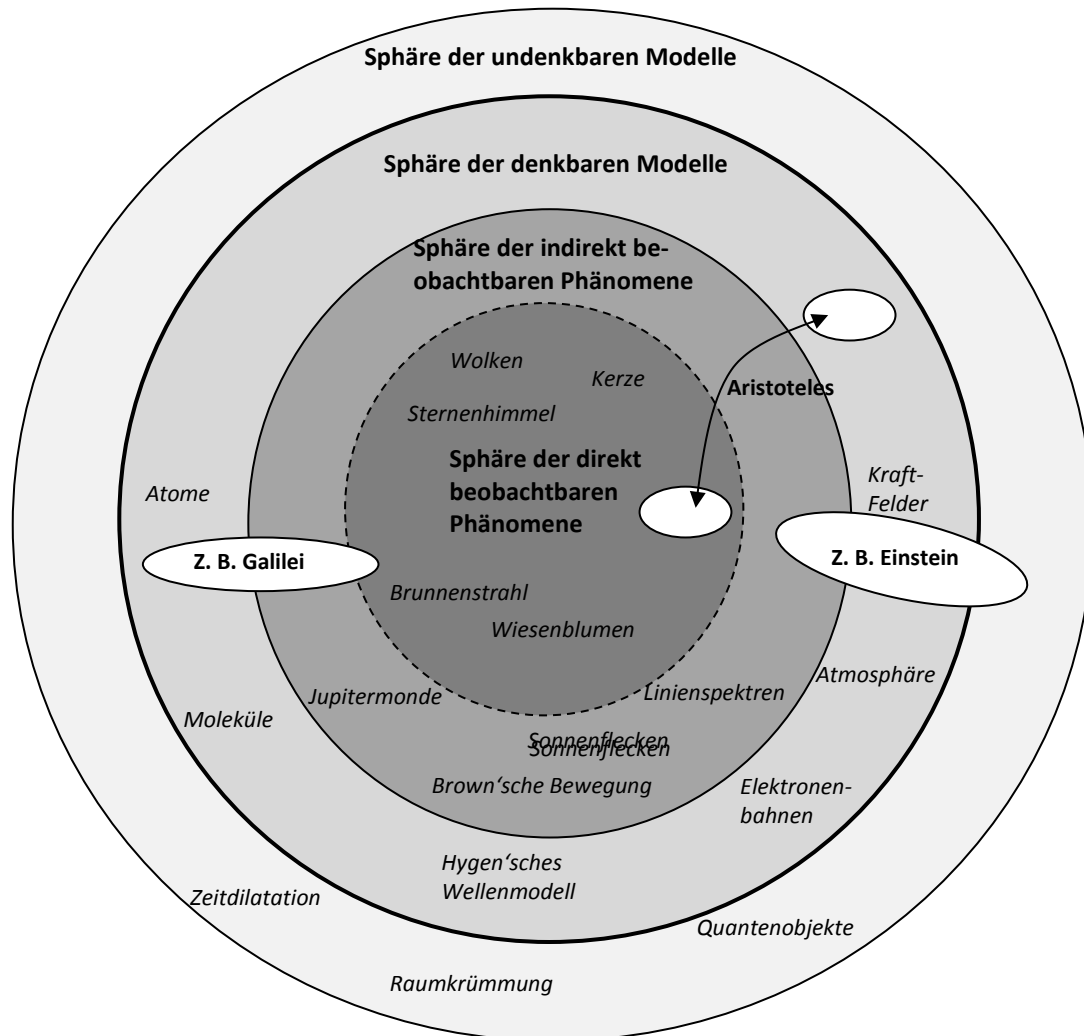 Sphäre der undenkbaren Modelle
Sphäre der denkbaren Modelle
Sphäre der indirekt be-
obachtbaren Phänomene
Wolken
Kerze
Aristoteles
Sternenhimmel
Sphäre der direkt
beobachtbaren
Phänomene
Kraft-
Felder
Atome
Z. B. Galilei
Z. B. Einstein
Brunnenstrahl
Wiesenblumen
Atmosphäre
Linienspektren
Jupitermonde
Moleküle
Sonnenflecken
Sonnenflecken
Brown‘sche Bewegung
Elektronen-
bahnen
Hygen‘sches
Wellenmodell
Zeitdilatation
Quantenobjekte
Raumkrümmung